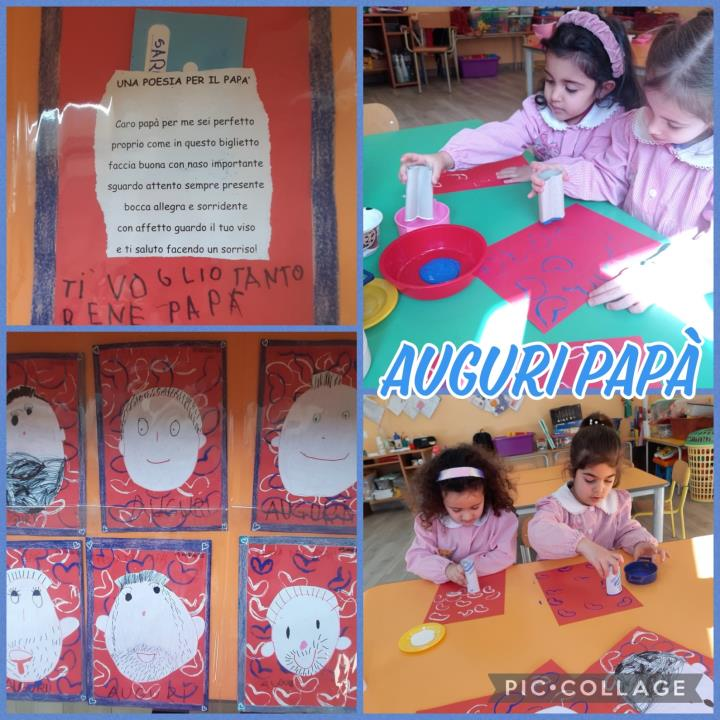 SAR
UNA POESIA PER IL PAPA'
Caro papà per me sei perfetto
proprio come in questo biglietto
faccia buona con naso importante
sguardo attento sempre presente
bocca allegra e sorridente
con affetto guardo il tuo viso
e ti saluto facendo un sorriso!
TI VOGLIO TANTO
BENE PAPÀ
AUGURI PAPÀ
AUGURI
AUGURI
PIC•COLLAGE